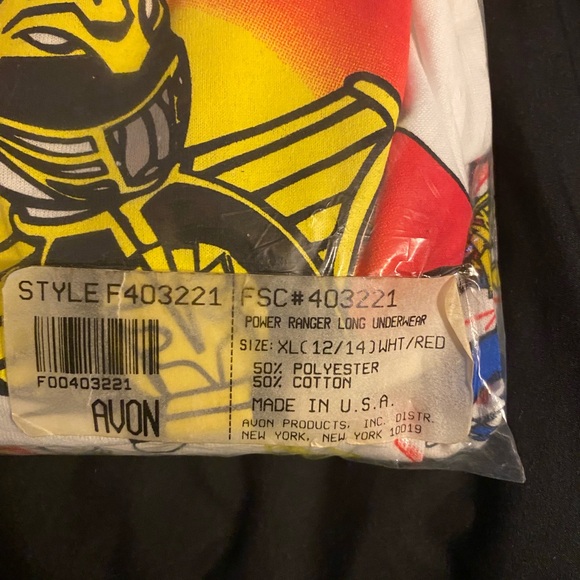 STYLE F403221
F00403221
AVON
FSC#403221
POWER RANGER LONG UNDERWEAR
SIZE: XL(12/14)WHT/RED
50% POLYESTER
50% COTTON
MADE IN U.S.A.
AVON PRODUCTS, INC. DISTR.
NEW YORK, NEW YORK 10019